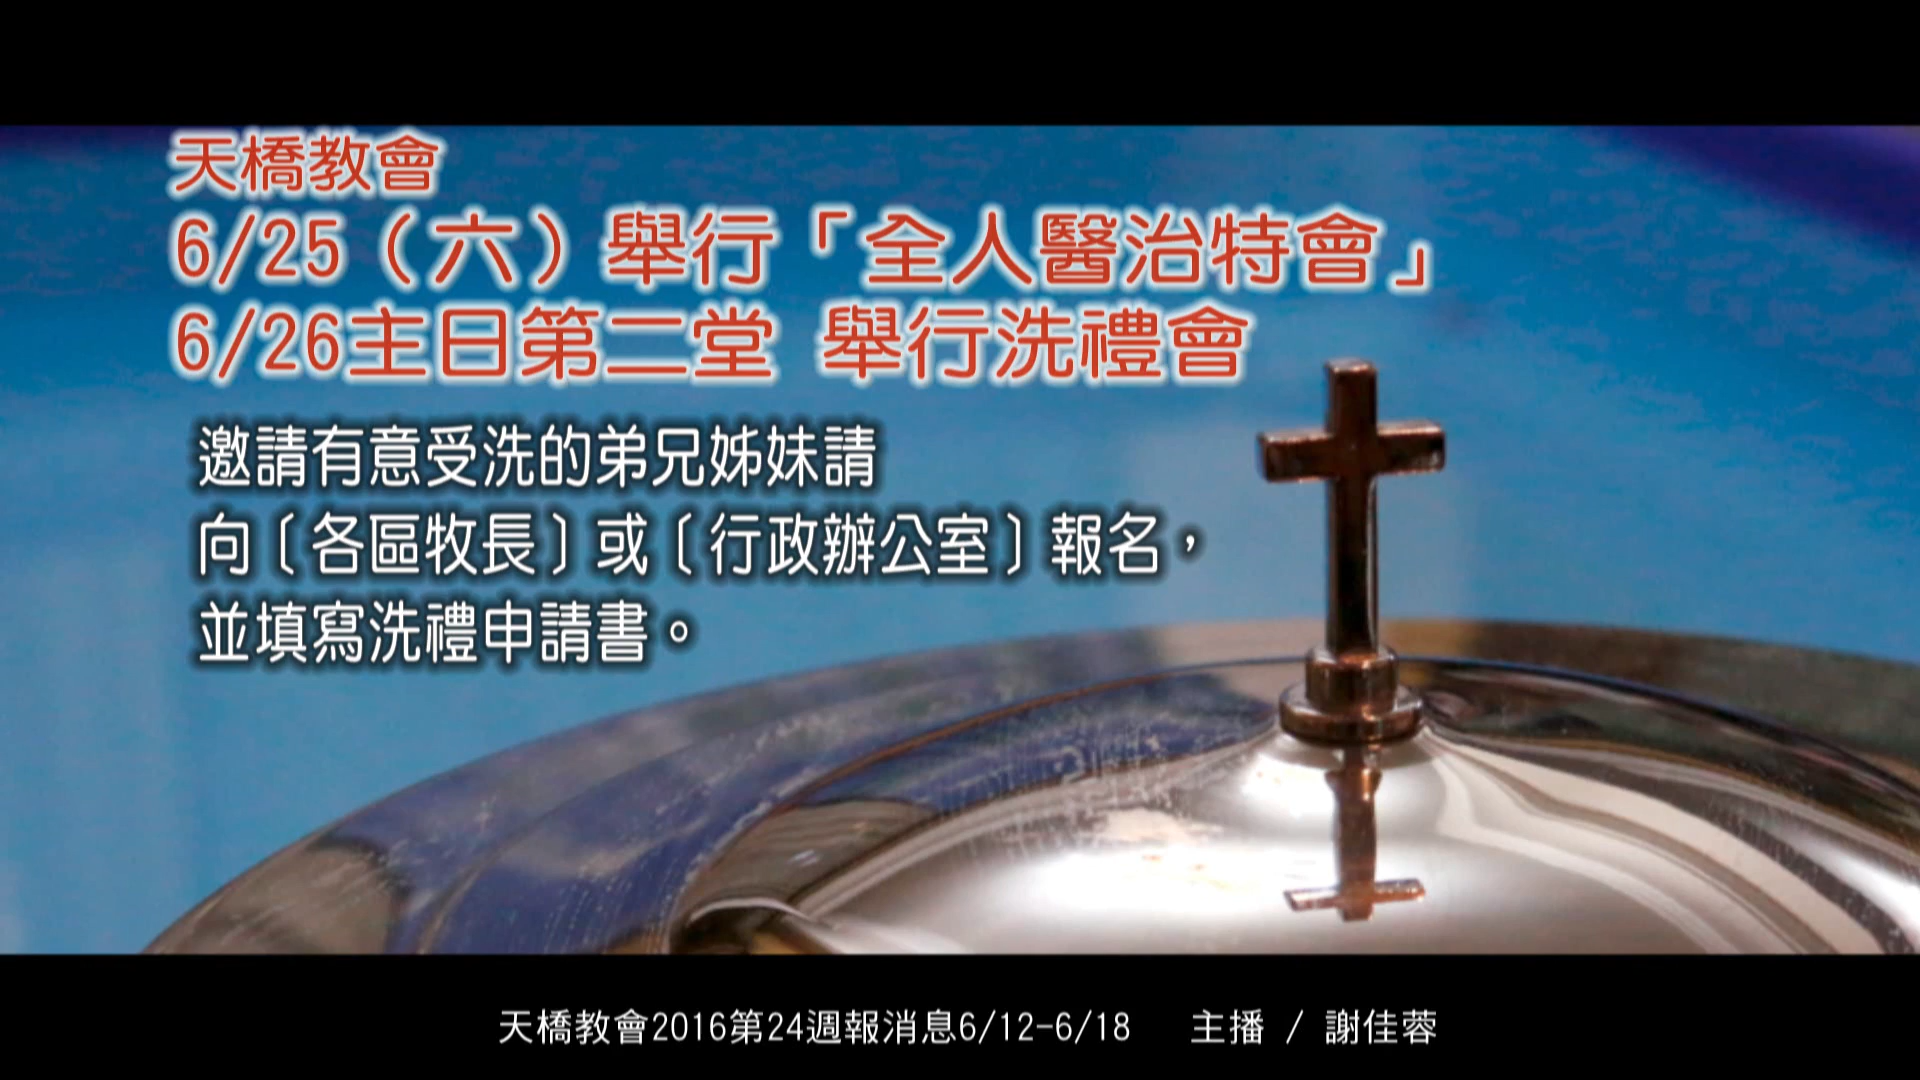 天橋教會
6/25（六）舉行「全人醫治特會」
6/26主日第二堂 舉行洗禮會
邀請有意受洗的弟兄姊妹請
向〔各區牧長〕或〔行政辦公室〕報名，
並填寫洗禮申請書。
天橋教會2016第24週報消息6/12-6/18 主播 / 謝佳蓉